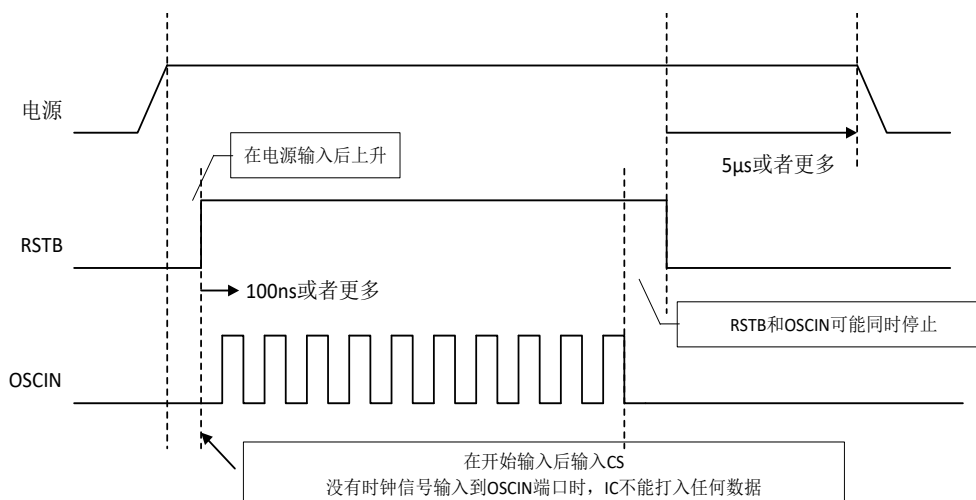 电源
在电源输入后上升
5μs或者更多
RSTB
100ns或者更多
RSTB和OSCIN可能同时停止
OSCIN
在开始输入后输入CS
没有时钟信号输入到OSCIN端口时，IC不能打入任何数据